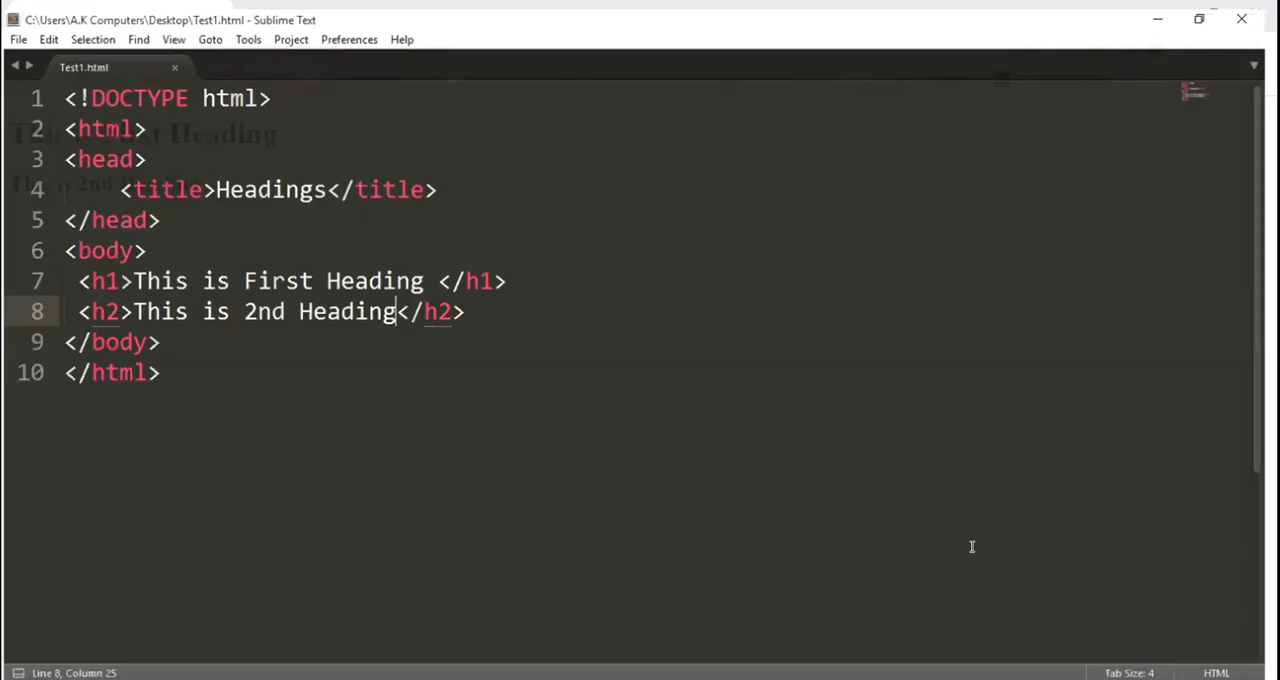 C:\Users\A.K Computers\Desktop\Test1.html - Sublime Text
File Edit Selection Find View Goto Tools Project Preferences Help
Test1.html
1 <!DOCTYPE html>
2 <html>
3 <head>
4 <title>Headings</title>
5 </head>
6 <body>
7 <h1>This is First Heading </h1>
8 <h2>This is 2nd Heading</h2>
9 </body>
10 </html>
Line 8, Column 25 Tab Size: 4 HTML